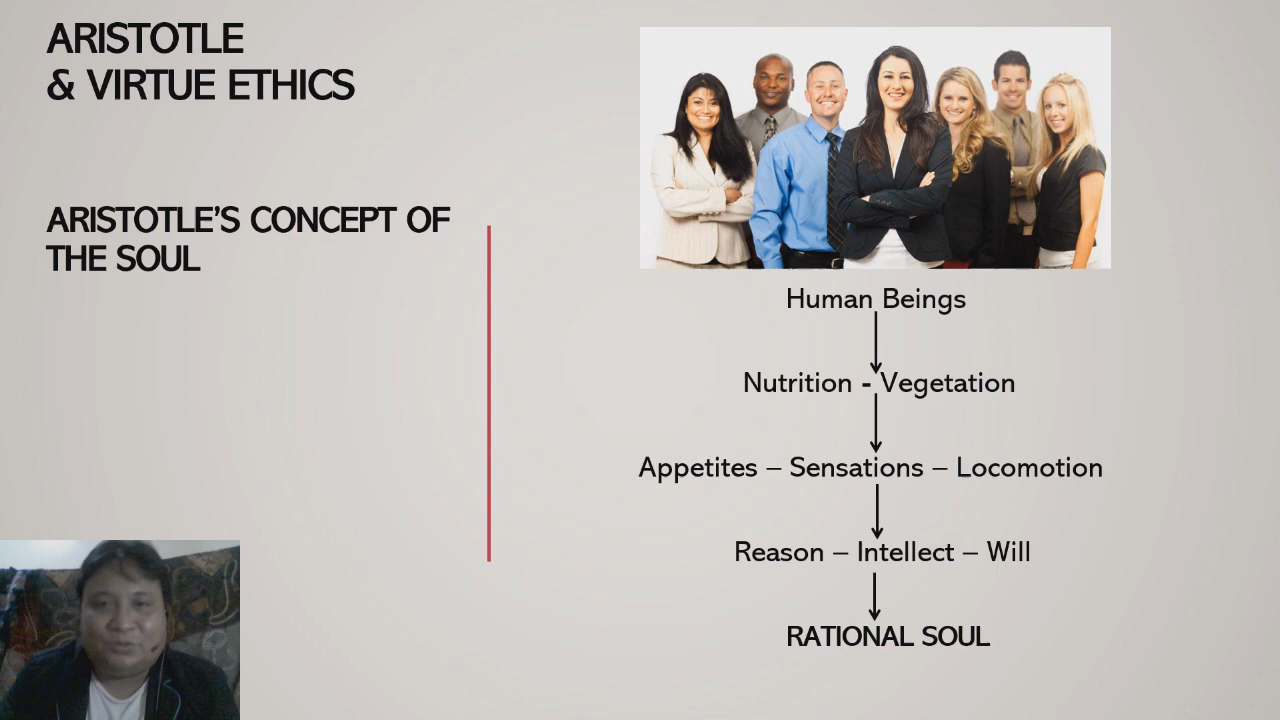 ARISTOTLE
& VIRTUE ETHICS
ARISTOTLE’S CONCEPT OF
THE SOUL
Human Beings
Nutrition - Vegetation
Appetites – Sensations – Locomotion
Reason – Intellect – Will
RATIONAL SOUL